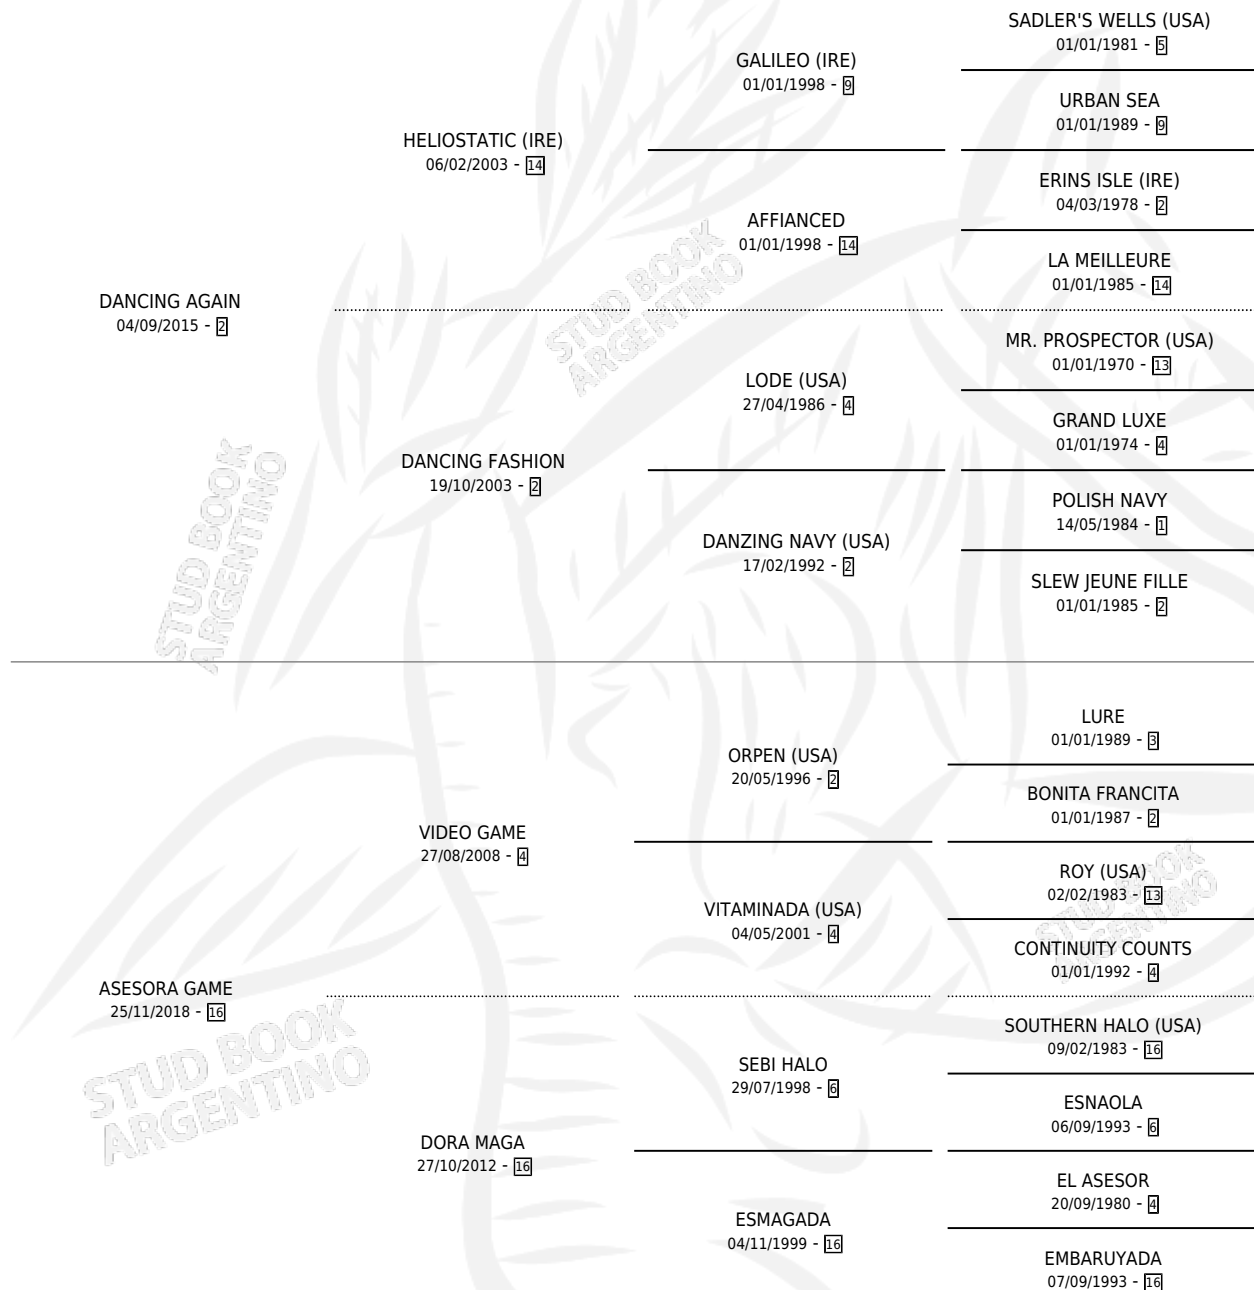 SADLER'S WELLS (USA)
01/01/1981 - 5
GALILEO (IRE)
01/01/1998 - 9
URBAN SEA
01/01/1989 - 9
HELIOSTATIC (IRE)
06/02/2003 - 14
ERINS ISLE (IRE)
04/03/1978 - 2
AFFIANCED
01/01/1998 - 14
LA MEILLEURE
01/01/1985 - 14
DANCING AGAIN
04/09/2015 - 2
MR. PROSPECTOR (USA)
01/01/1970 - 13
LODE (USA)
27/04/1986 - 4
GRAND LUXE
01/01/1974 - 4
DANCING FASHION
19/10/2003 - 2
POLISH NAVY
14/05/1984 - 1
DANZING NAVY (USA)
17/02/1992 - 2
SLEW JEUNE FILLE
01/01/1985 - 2
STUD BOOK
ARGENTINO
STUD BOOK
ARGENTINO
LURE
01/01/1989 - 3
ORPEN (USA)
20/05/1996 - 2
BONITA FRANCITA
01/01/1987 - 2
VIDEO GAME
27/08/2008 - 4
ROY (USA)
02/02/1983 - 13
VITAMINADA (USA)
04/05/2001 - 4
CONTINUITY COUNTS
01/01/1992 - 4
STUD BOOK
ARGENTINO
ASESORA GAME
25/11/2018 - 16
SOUTHERN HALO (USA)
09/02/1983 - 16
SEBI HALO
29/07/1998 - 6
ESNAOLA
06/09/1993 - 6
STUD BOOK
ARGENTINO
DORA MAGA
27/10/2012 - 16
EL ASESOR
20/09/1980 - 4
ESMAGADA
04/11/1999 - 16
EMBARUYADA
07/09/1993 - 16